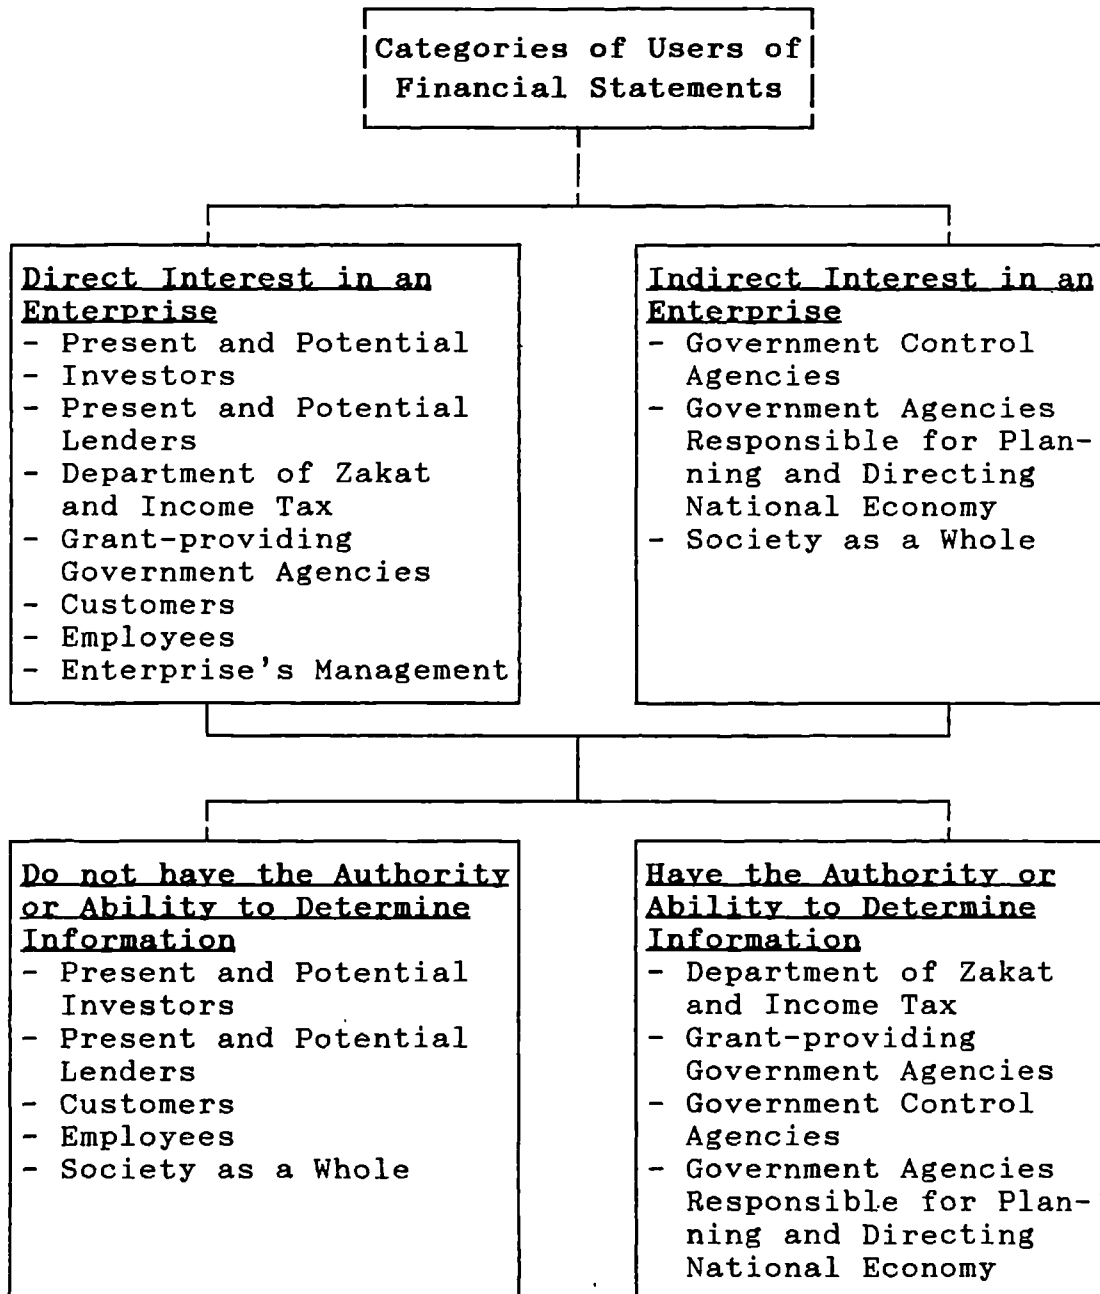 Categories of Users of
Financial Statements
Direct Interest in an
Enterprise
- Present and Potential
- Investors
- Present and Potential
Lenders
- Department of Zakat
and Income Tax
- Grant-providing
Government Agencies
- Customers
- Employees
- Enterprise's Management
Indirect Interest in an
Enterprise
- Government Control
Agencies
- Government Agencies
Responsible for Plan-
ning and Directing
National Economy
- Society as a Whole
Do not have the Authority
or Ability to Determine
Information
- Present and Potential
Investors
- Present and Potential
Lenders
- Customers
- Employees
- Society as a Whole
Have the Authority or
Ability to Determine
Information
- Department of Zakat
and Income Tax
- Grant-providing
Government Agencies
- Government Control
Agencies
- Government Agencies
Responsible for Plan-
ning and Directing
National Economy